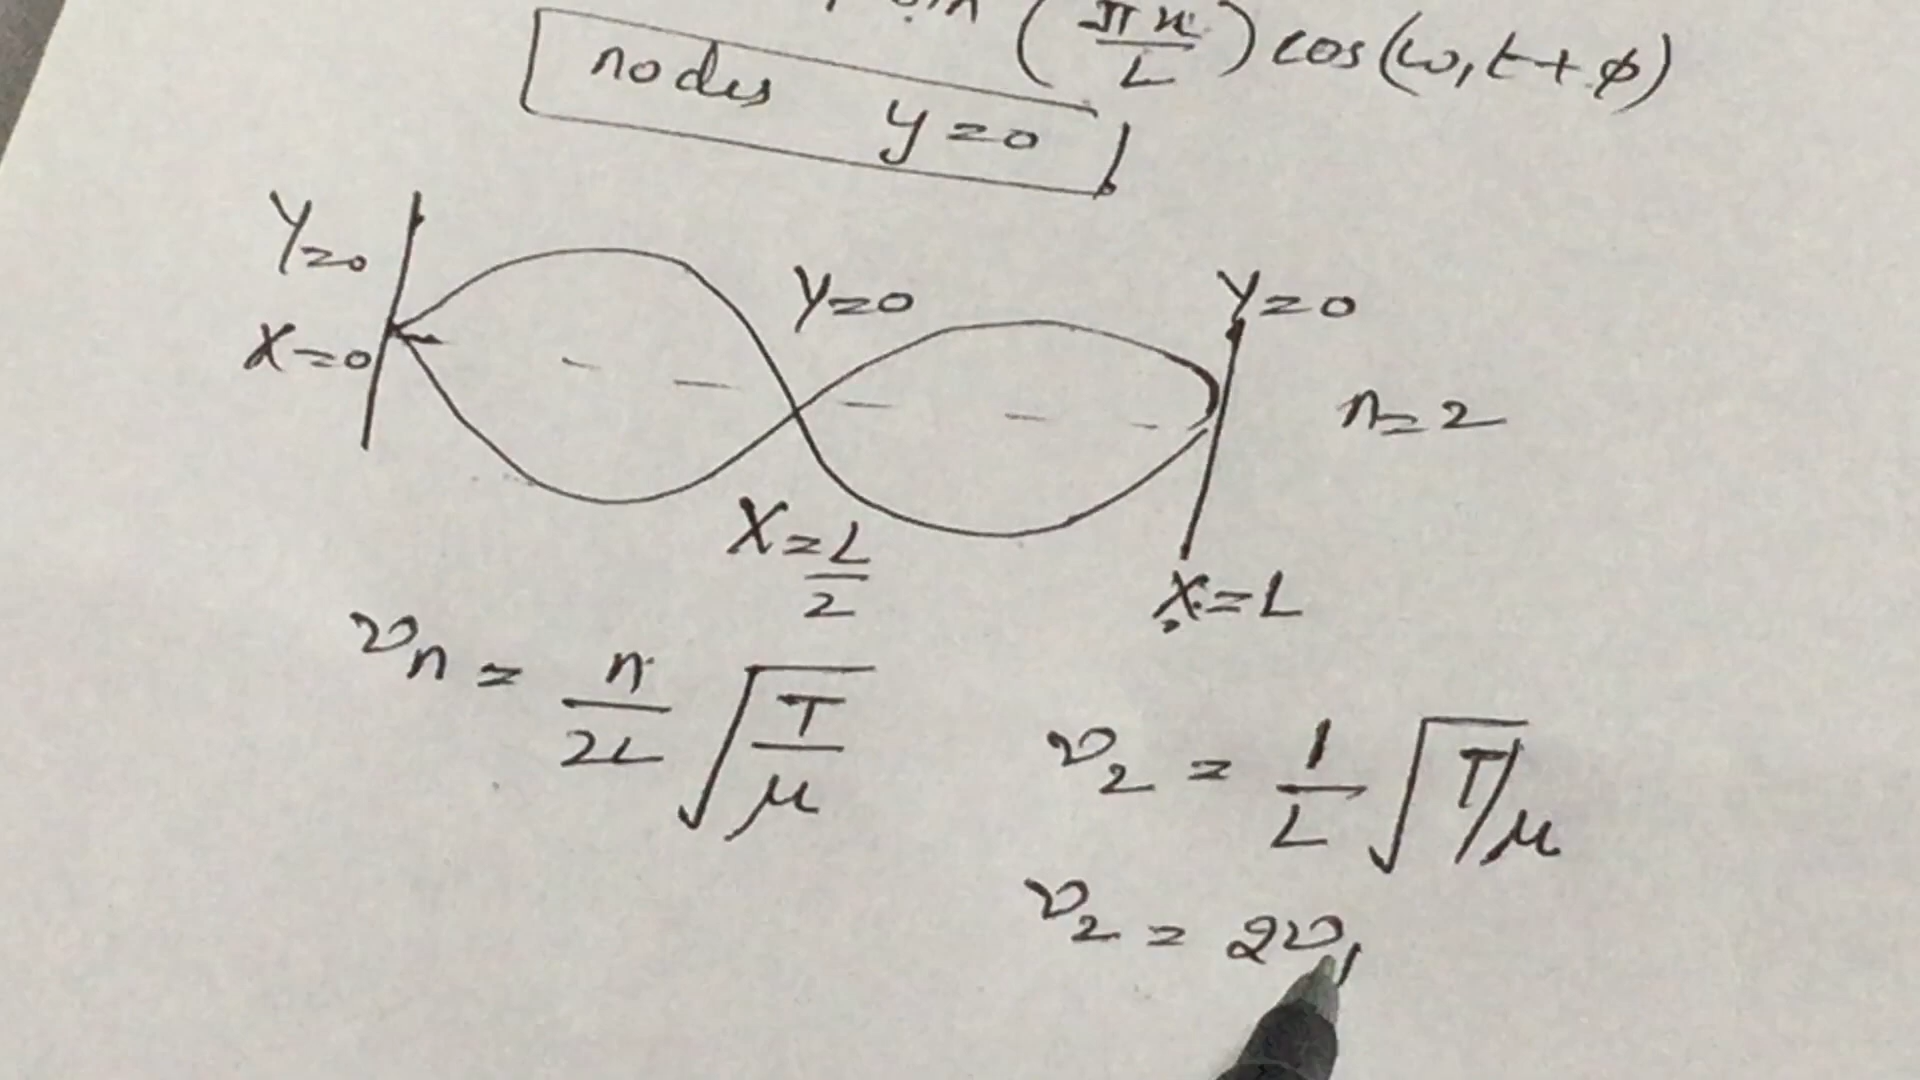 (πx/L) cos(ω₁t+φ)
nodes y=0
y=0 y=0 y=0
x=0 n=2
x=L/2 x=L
νn = n/2L √T/μ
ν₂ = 1/L √T/μ
ν₂ = 2ν₁